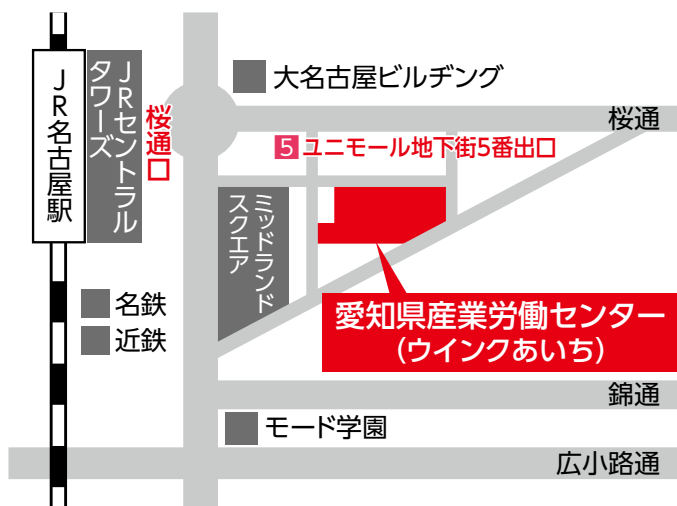 JR名古屋駅
JRセントラル
タワーズ
桜通口
大名古屋ビルヂング
桜通
5 ユニモール地下街5番出口
ミッドランド
スクエア
愛知県産業労働センター
(ウインクあいち)
名鉄
近鉄
錦通
モード学園
広小路通